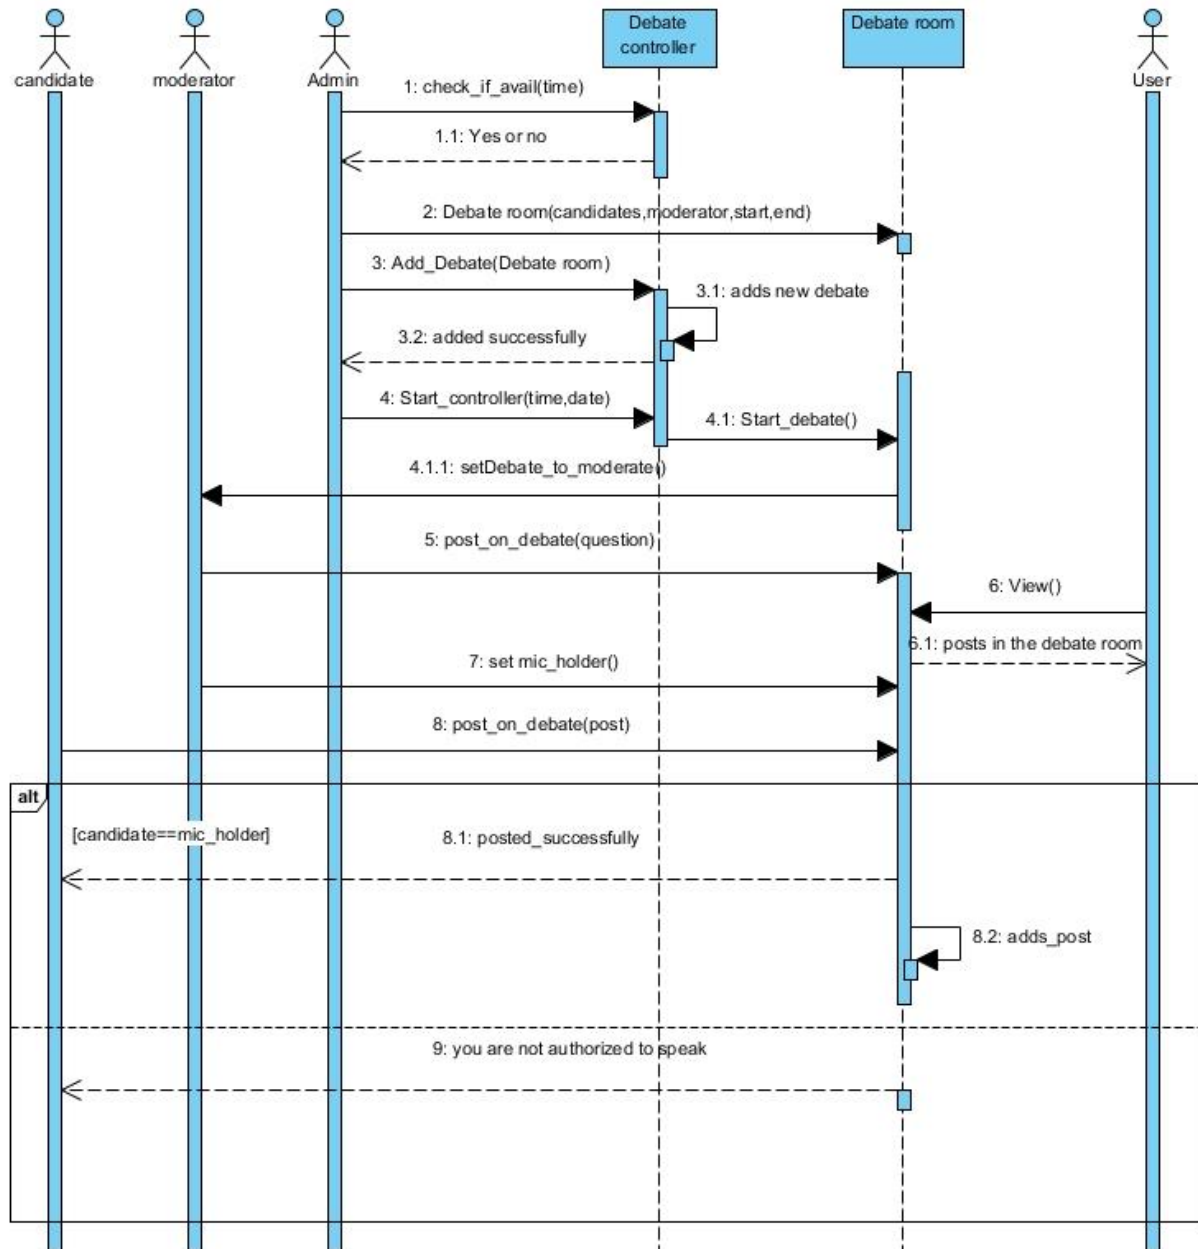 Debate
controller
Debate room
candidate
moderator
Admin
User
1: check_if_avail(time)
1.1: Yes or no
2: Debate room(candidates,moderator,start,end)
3: Add_Debate(Debate room)
3.1: adds new debate
3.2: added successfully
4: Start_controller(time,date)
4.1: Start_debate()
4.1.1: setDebate_to_moderate()
5: post_on_debate(question)
6: View()
6.1: posts in the debate room
7: set mic_holder()
8: post_on_debate(post)
alt
[candidate==mic_holder]
8.1: posted_successfully
8.2: adds_post
9: you are not authorized to speak